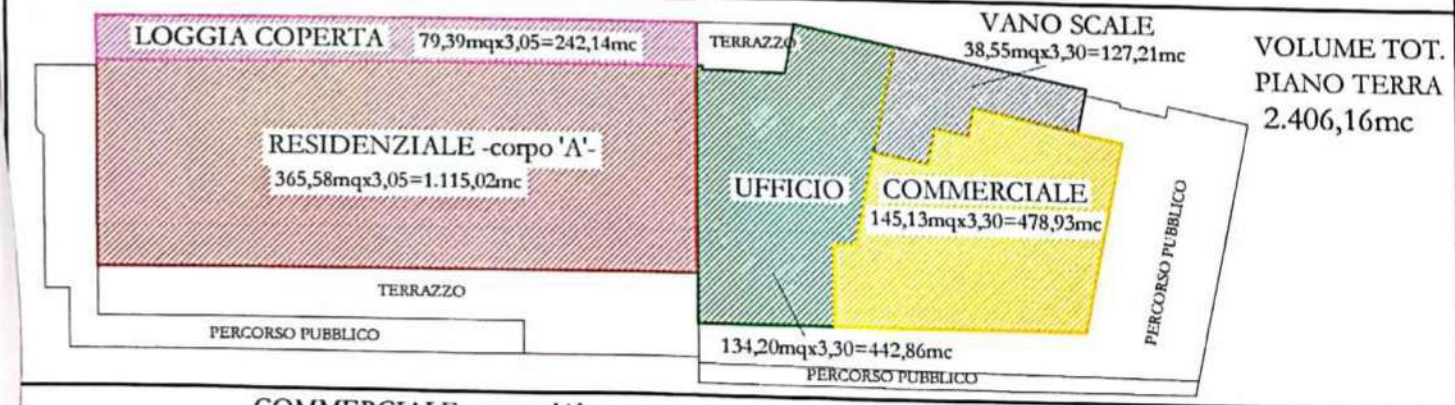 LOGGIA COPERTA 79,39mqx3,05=242,14mc
TERRAZZO
VANO SCALE
38,55mqx3,30=127,21mc
VOLUME TOT.
PIANO TERRA
2.406,16mc
RESIDENZIALE -corpo 'A'-
365,58mqx3,05=1.115,02mc
UFFICIO
COMMERCIALE
145,13mqx3,30=478,93mc
PERCORSO PUBBLICO
TERRAZZO
PERCORSO PUBBLICO
134,20mqx3,30=442,86mc
PERCORSO PUBBLICO